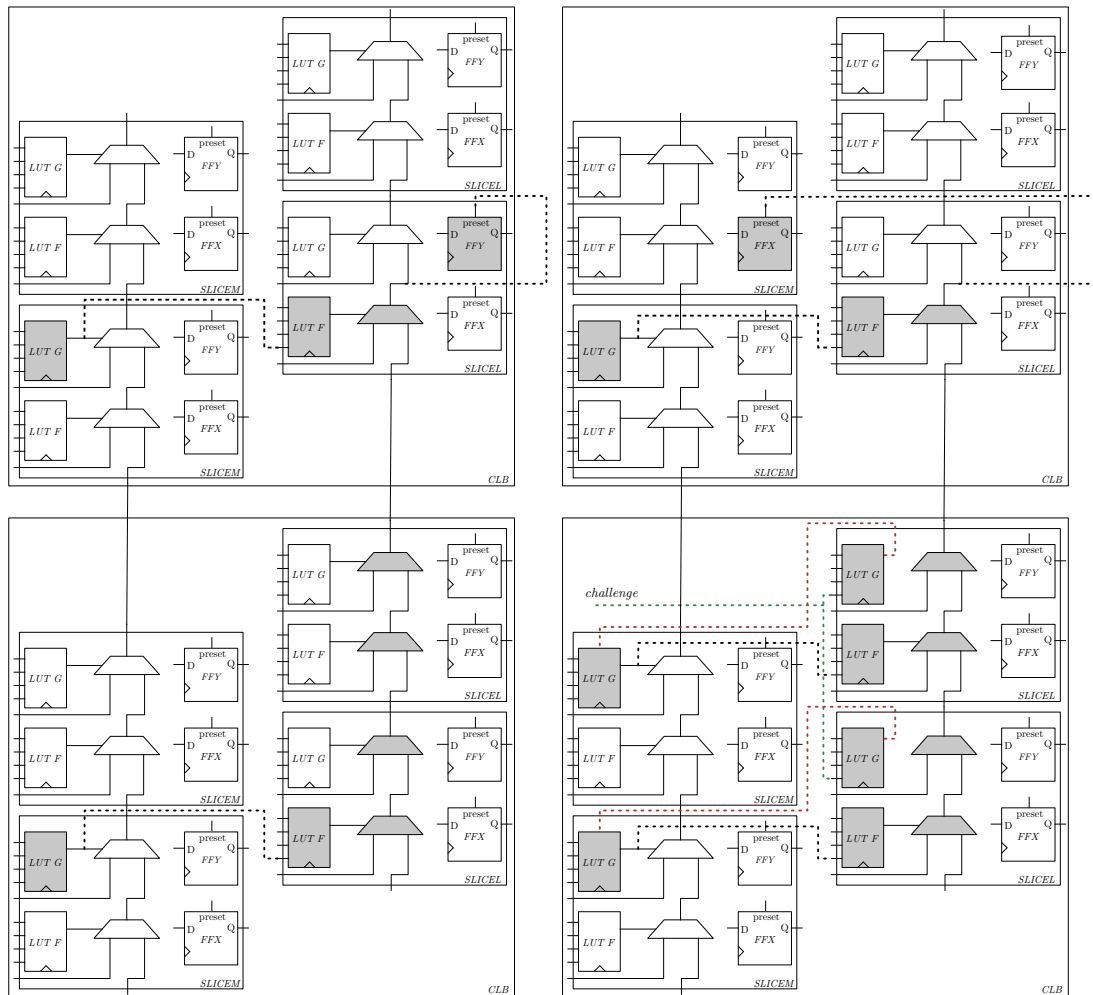 preset
D Q
LUT G
FFY
preset
D Q
LUT F
FFX
SLICEL
preset
D Q
LUT G
FFY
preset
D Q
LUT F
FFX
SLICEM
preset
D Q
LUT G
FFY
preset
D Q
LUT F
FFX
SLICEL
preset
D Q
LUT G
FFY
preset
D Q
LUT F
FFX
SLICEM
CLB
preset
D Q
LUT G
FFY
preset
D Q
LUT F
FFX
SLICEL
preset
D Q
LUT G
FFY
preset
D Q
LUT F
FFX
SLICEM
preset
D Q
LUT G
FFY
preset
D Q
LUT F
FFX
SLICEL
preset
D Q
LUT G
FFY
preset
D Q
LUT F
FFX
SLICEM
CLB
preset
D Q
LUT G
FFY
preset
D Q
LUT F
FFX
SLICEL
preset
D Q
LUT G
FFY
preset
D Q
LUT F
FFX
SLICEM
preset
D Q
LUT G
FFY
preset
D Q
LUT F
FFX
SLICEL
preset
D Q
LUT G
FFY
preset
D Q
LUT F
FFX
SLICEM
CLB
preset
D Q
LUT G
FFY
challenge
preset
D Q
LUT F
FFX
SLICEL
preset
D Q
LUT G
FFY
preset
D Q
LUT F
FFX
SLICEM
preset
D Q
LUT G
FFY
preset
D Q
LUT F
FFX
SLICEL
preset
D Q
LUT G
FFY
preset
D Q
LUT F
FFX
SLICEM
CLB